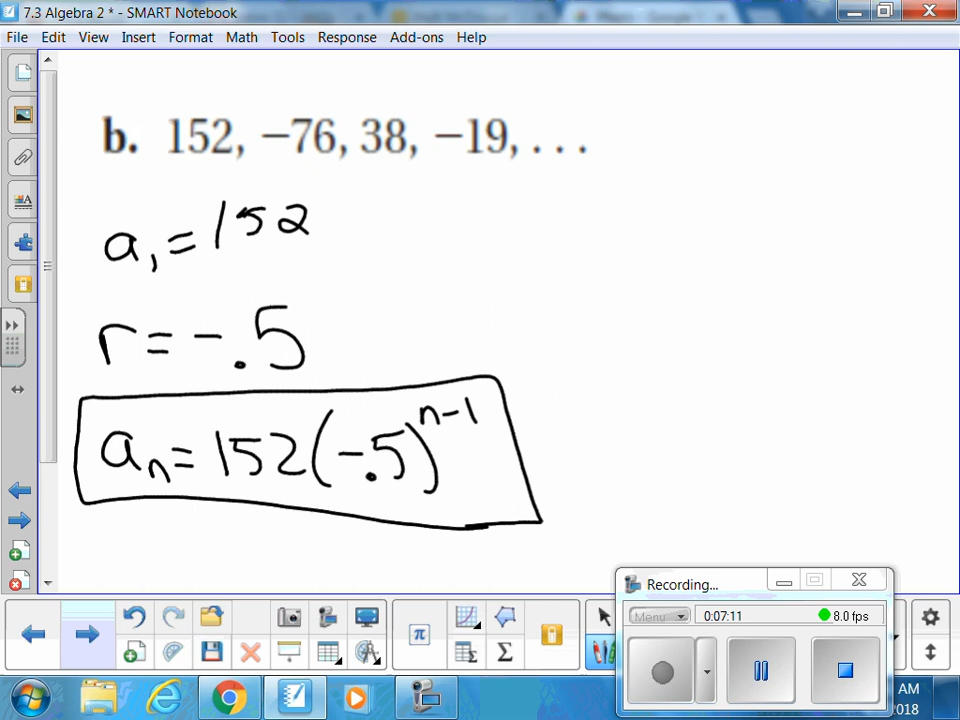 7.3 Algebra 2 * - SMART Notebook
File Edit View Insert Format Math Tools Response Add-ons Help
b. 152, −76, 38, −19, . . .
a₁ = 152
r = -.5
aₙ = 152(-.5)ⁿ⁻¹
Recording...
Menu 0:07:11 8.0 fps
π Σ
AM
018